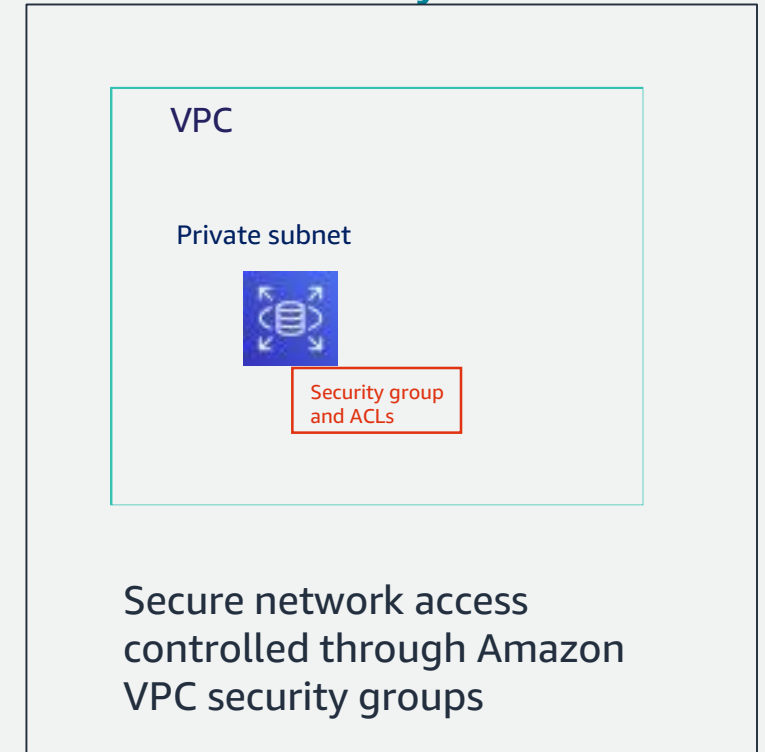 VPC
Private subnet
Security group
and ACLs
Secure network access
controlled through Amazon
VPC security groups